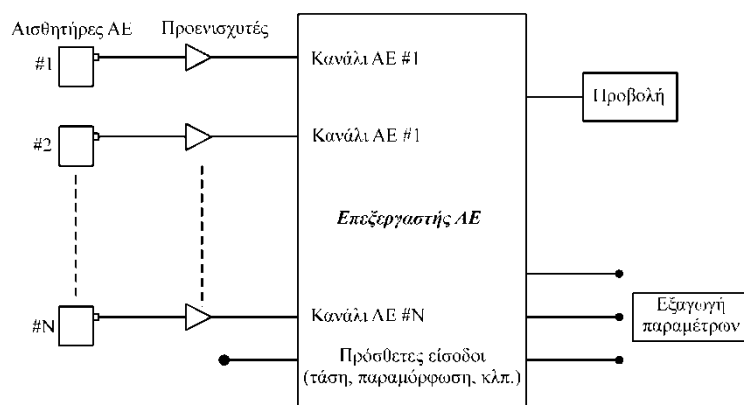 Αισθητήρες ΑΕ
Προενισχυτές
#1
Κανάλι ΑΕ #1
Προβολή
#2
Κανάλι ΑΕ #1
Επεξεργαστής ΑΕ
#N
Κανάλι ΑΕ #N
Εξαγωγή
παραμέτρων
Πρόσθετες είσοδοι
(τάση, παραμόρφωση, κλπ.)